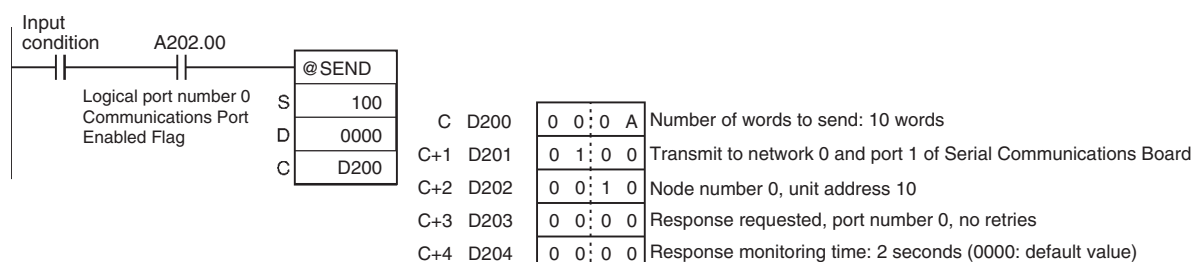 Input
condition
A202.00
@SEND
Logical port number 0
Communications Port
Enabled Flag
S 100
D 0000
C D200
C D200 0 0 0 A Number of words to send: 10 words
C+1 D201 0 1 0 0 Transmit to network 0 and port 1 of Serial Communications Board
C+2 D202 0 0 1 0 Node number 0, unit address 10
C+3 D203 0 0 0 0 Response requested, port number 0, no retries
C+4 D204 0 0 0 0 Response monitoring time: 2 seconds (0000: default value)